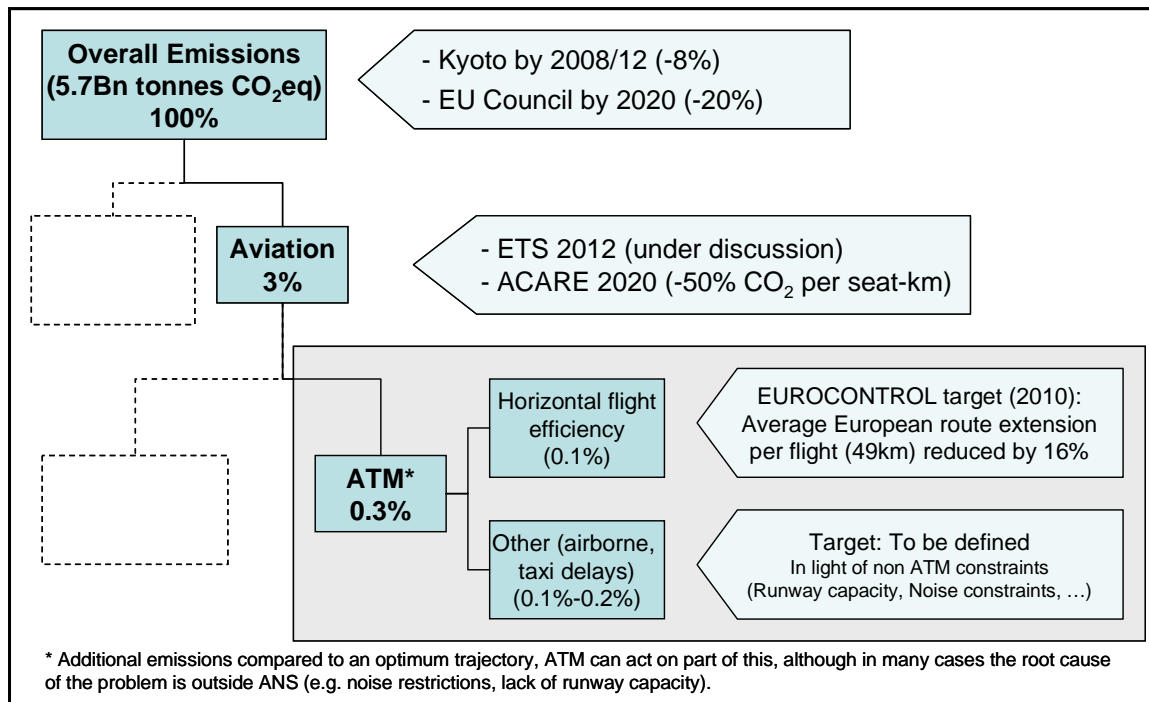 Overall Emissions
(5.7Bn tonnes CO₂eq)
100%
- Kyoto by 2008/12 (-8%)
- EU Council by 2020 (-20%)
Aviation
3%
- ETS 2012 (under discussion)
- ACARE 2020 (-50% CO₂ per seat-km)
Horizontal flight
efficiency
(0.1%)
EUROCONTROL target (2010):
Average European route extension
per flight (49km) reduced by 16%
ATM*
0.3%
Other (airborne,
taxi delays)
(0.1%-0.2%)
Target: To be defined
In light of non ATM constraints
(Runway capacity, Noise constraints, …)
* Additional emissions compared to an optimum trajectory, ATM can act on part of this, although in many cases the root cause
of the problem is outside ANS (e.g. noise restrictions, lack of runway capacity).